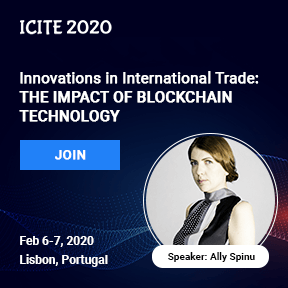 ICITE 2020
Innovations in International Trade:
THE IMPACT OF BLOCKCHAIN
TECHNOLOGY
JOIN
Feb 6-7, 2020
Lisbon, Portugal
Speaker: Ally Spinu